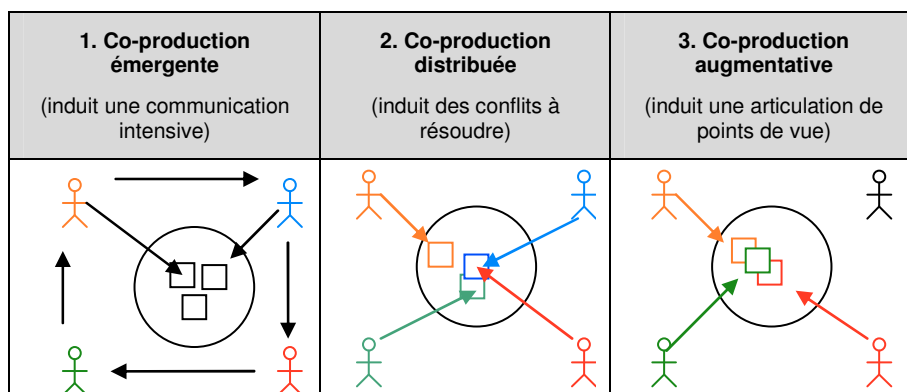 1. Co-production
émergente
(induit une communication
intensive)
2. Co-production
distribuée
(induit des conflits à
résoudre)
3. Co-production
augmentative
(induit une articulation de
points de vue)